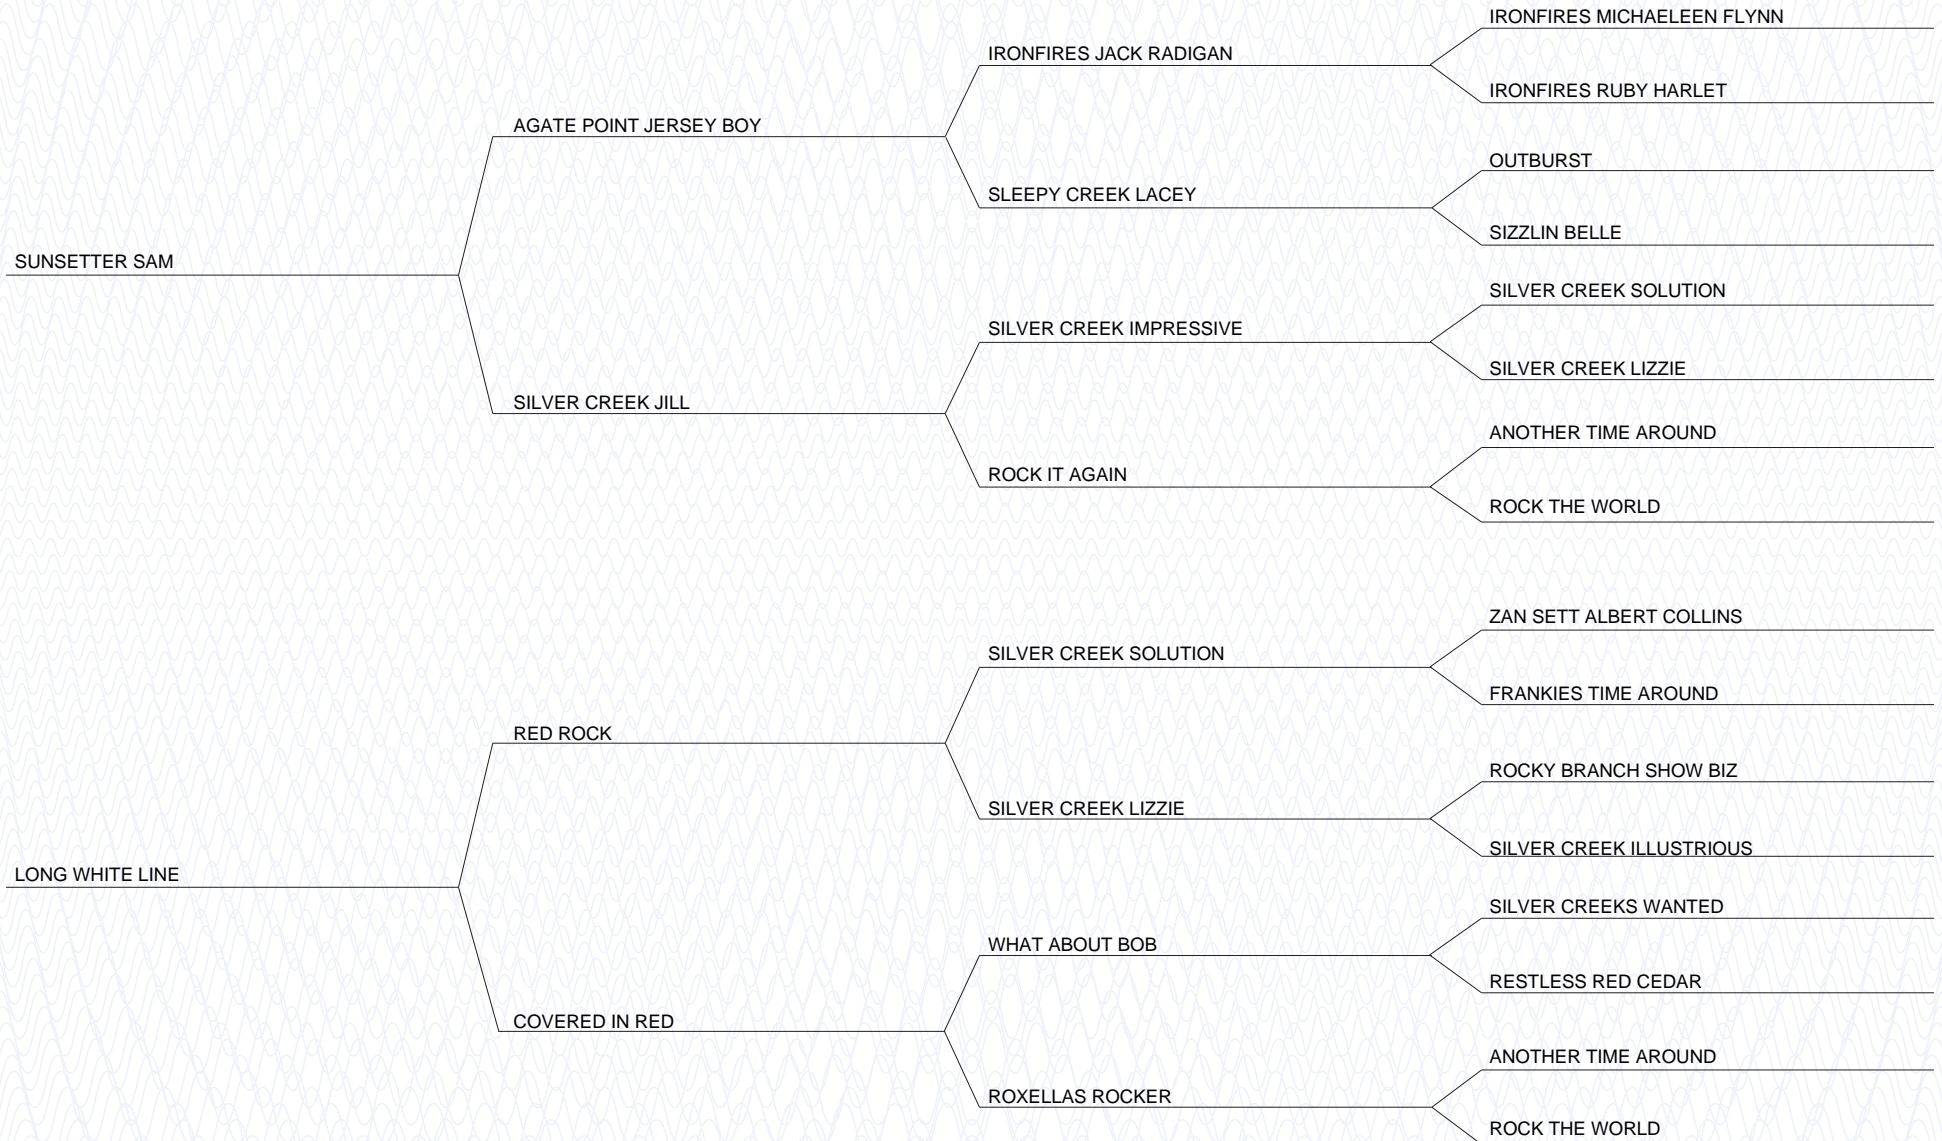 IRONFIRES MICHAELEEN FLYNN
IRONFIRES JACK RADIGAN
IRONFIRES RUBY HARLET
AGATE POINT JERSEY BOY
OUTBURST
SLEEPY CREEK LACEY
SIZZLIN BELLE
SUNSETTER SAM
SILVER CREEK SOLUTION
SILVER CREEK IMPRESSIVE
SILVER CREEK LIZZIE
SILVER CREEK JILL
ANOTHER TIME AROUND
ROCK IT AGAIN
ROCK THE WORLD
ZAN SETT ALBERT COLLINS
SILVER CREEK SOLUTION
FRANKIES TIME AROUND
RED ROCK
ROCKY BRANCH SHOW BIZ
SILVER CREEK LIZZIE
SILVER CREEK ILLUSTRIOUS
LONG WHITE LINE
SILVER CREEKS WANTED
WHAT ABOUT BOB
RESTLESS RED CEDAR
COVERED IN RED
ANOTHER TIME AROUND
ROXELLAS ROCKER
ROCK THE WORLD